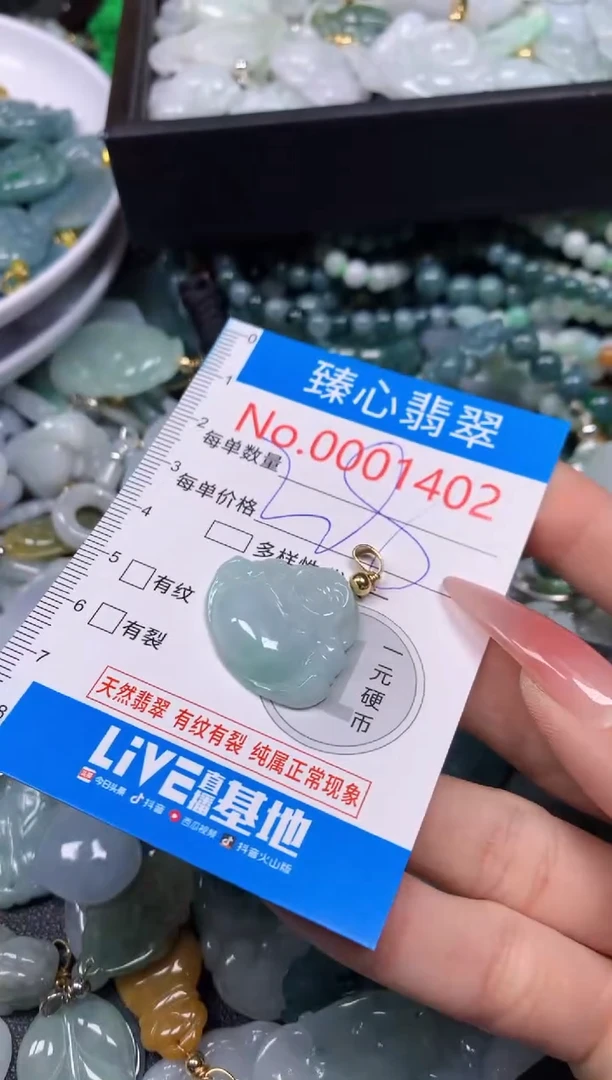 臻心翡翠
No.0001402
每单数量
每单价格
28
多样性
有纹
有裂
一元硬币
天然翡翠 有纹有裂 纯属正常现象
LiVE直播基地
今日头条 抖音 西瓜视频 抖音火山版
0
1
2
3
4
5
6
7
8